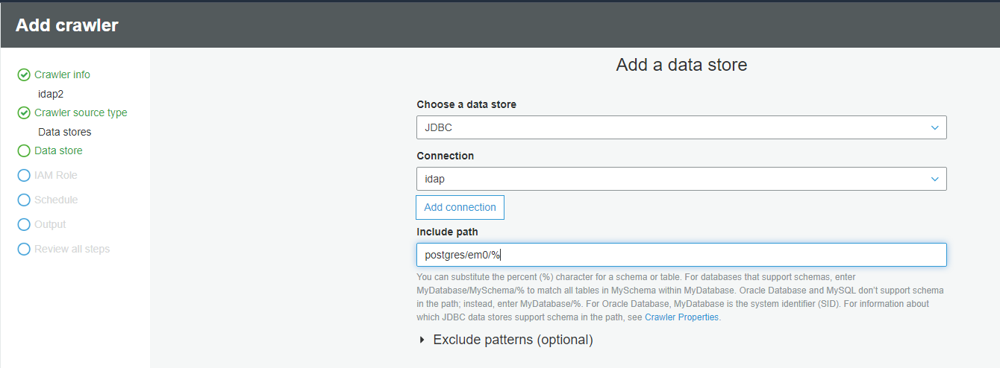 Add crawler
Crawler info
idap2
Crawler source type
Data stores
Data store
IAM Role
Schedule
Output
Review all steps
Add a data store
Choose a data store
JDBC
Connection
idap
Add connection
Include path
postgres/em0/%
You can substitute the percent (%) character for a schema or table. For databases that support schemas, enter
MyDatabase/MySchema/% to match all tables in MySchema within MyDatabase. Oracle Database and MySQL don't support schema
in the path; instead, enter MyDatabase/%. For Oracle Database, MyDatabase is the system identifier (SID). For information about
which JDBC data stores support schema in the path, see Crawler Properties.
Exclude patterns (optional)